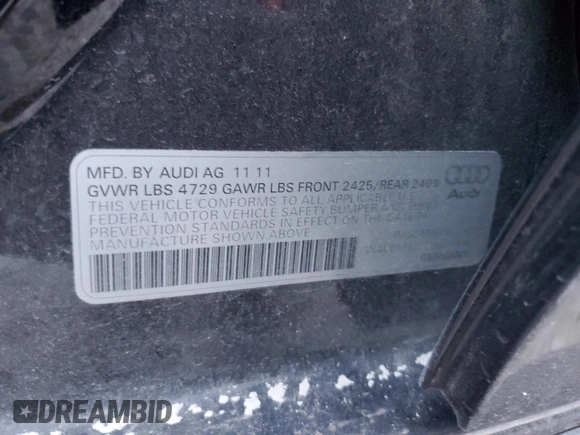 MFD. BY AUDI AG 11 11
GVWR LBS 4729 GAWR LBS FRONT 2425/REAR 2409
THIS VEHICLE CONFORMS TO ALL APPLICABLE U.S.
FEDERAL MOTOR VEHICLE SAFETY BUMPER AND THEFT
PREVENTION STANDARDS IN EFFECT ON THE DATE OF
MANUFACTURE SHOWN ABOVE
Audi
DREAMBID